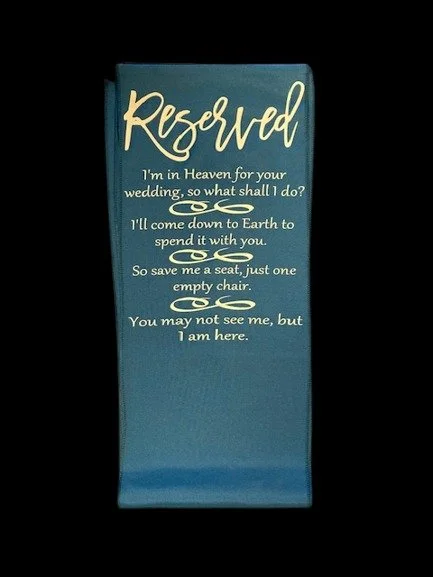 Reserved
I'm in Heaven for your
wedding, so what shall I do?
I'll come down to Earth to
spend it with you.
So save me a seat, just one
empty chair.
You may not see me, but
I am here.